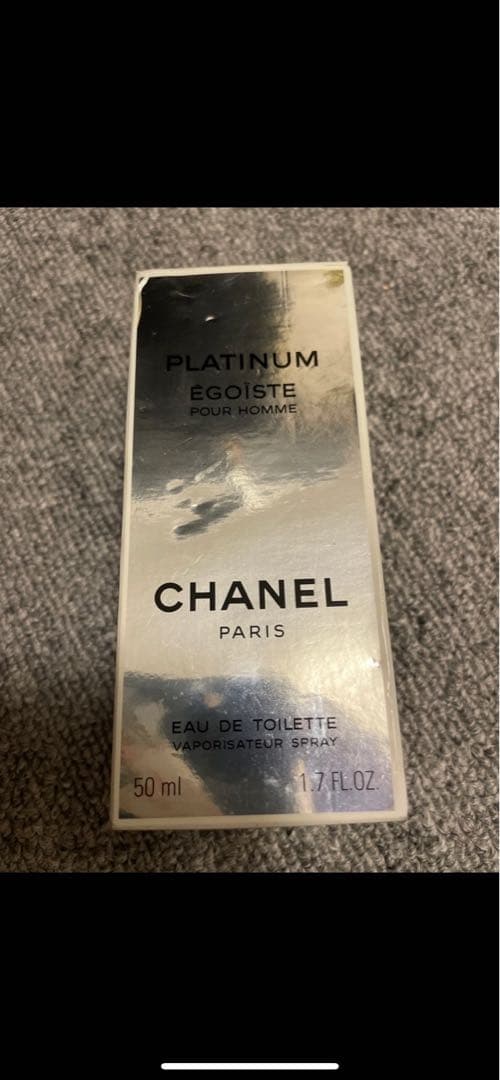 PLATINUM
ÉGOÏSTE
POUR HOMME
CHANEL
PARIS
EAU DE TOILETTE
VAPORISATEUR SPRAY
50 ml 1.7 FL.OZ.